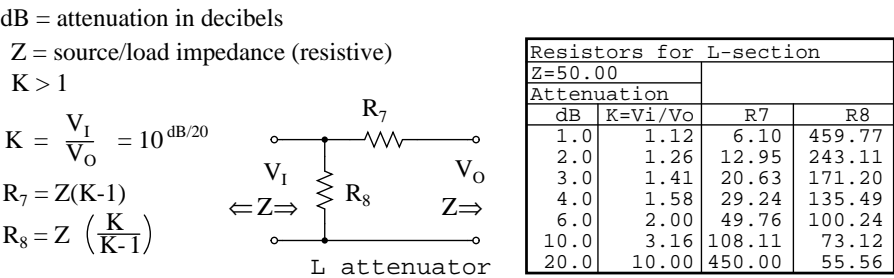 dB = attenuation in decibels
Z = source/load impedance (resistive)
K > 1
K = V_I / V_O = 10^dB/20
R_7 = Z(K-1)
R_8 = Z (K / K-1)
R_7
V_I
V_O
⇐Z⇒
R_8
Z⇒
L attenuator
Resistors for L-section
Z=50.00
Attenuation
dB K=Vi/Vo R7 R8
1.0 1.12 6.10 459.77
2.0 1.26 12.95 243.11
3.0 1.41 20.63 171.20
4.0 1.58 29.24 135.49
6.0 2.00 49.76 100.24
10.0 3.16 108.11 73.12
20.0 10.00 450.00 55.56